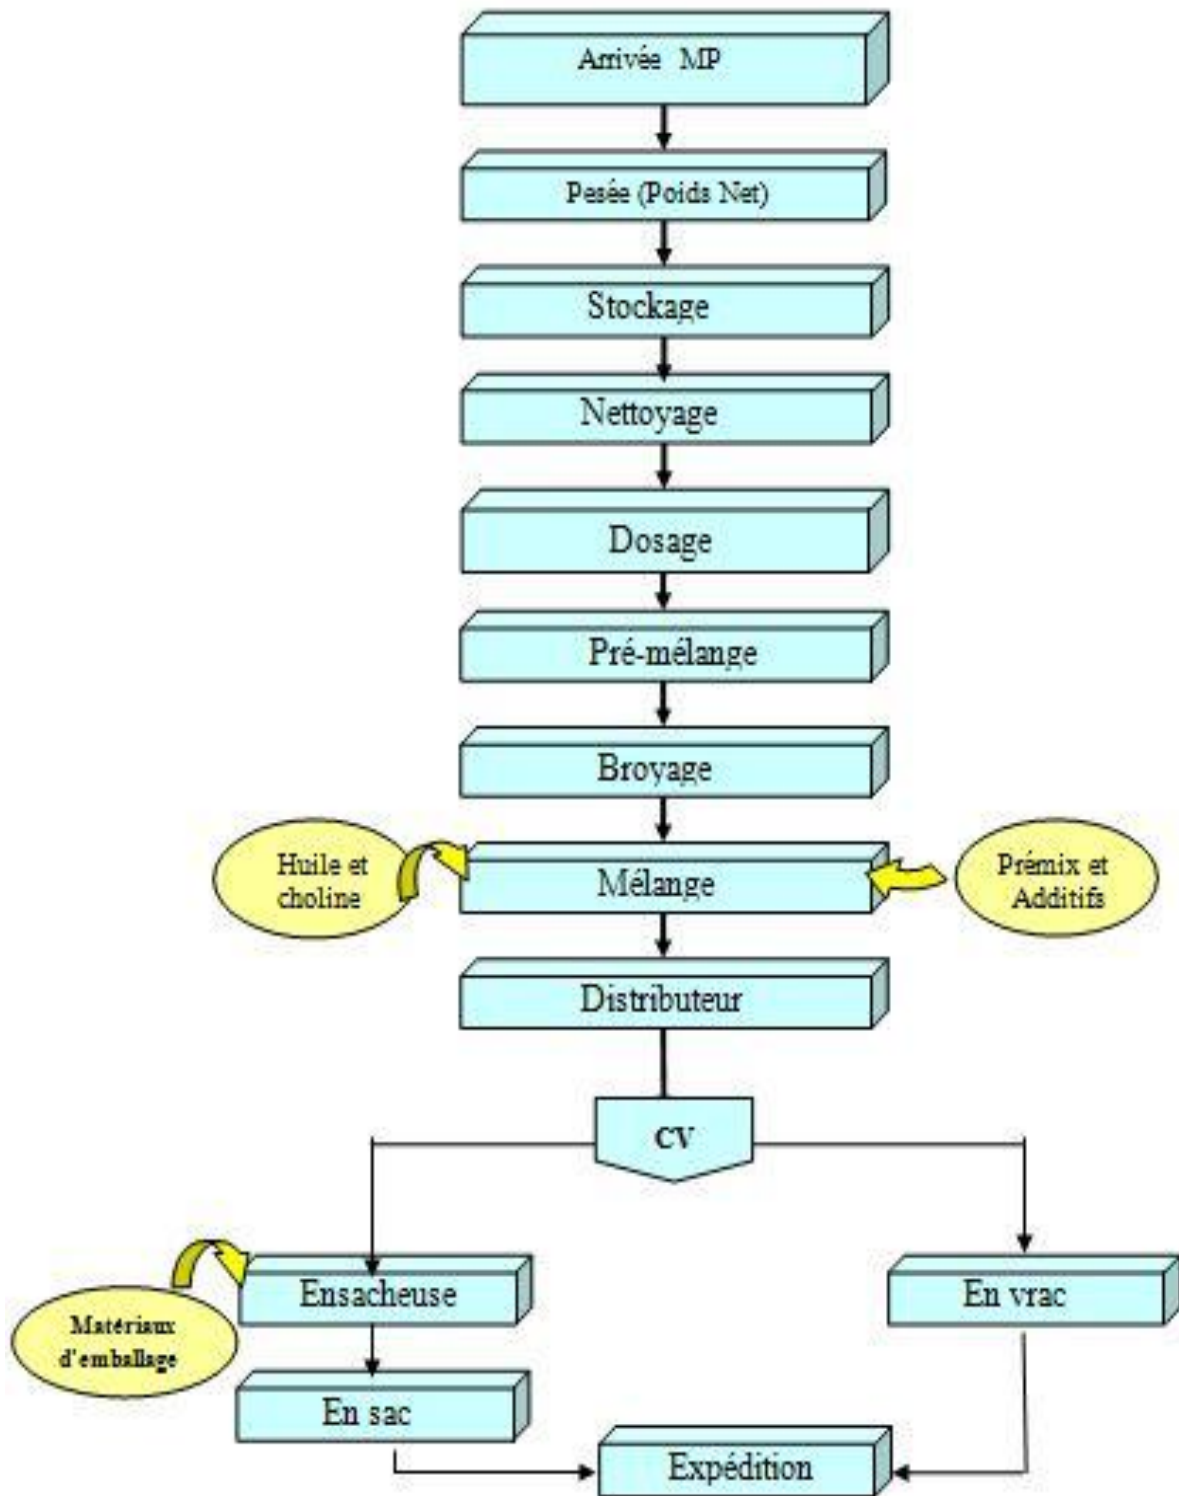 Arrivée MP
Pesée (Poids Net)
Stockage
Nettoyage
Dosage
Pré-mélange
Broyage
Huile et
choline
Mélange
Prémix et
Additifs
Distributeur
CV
Ensacheuse
En vrac
Matériaux
d'emballage
En sac
Expédition